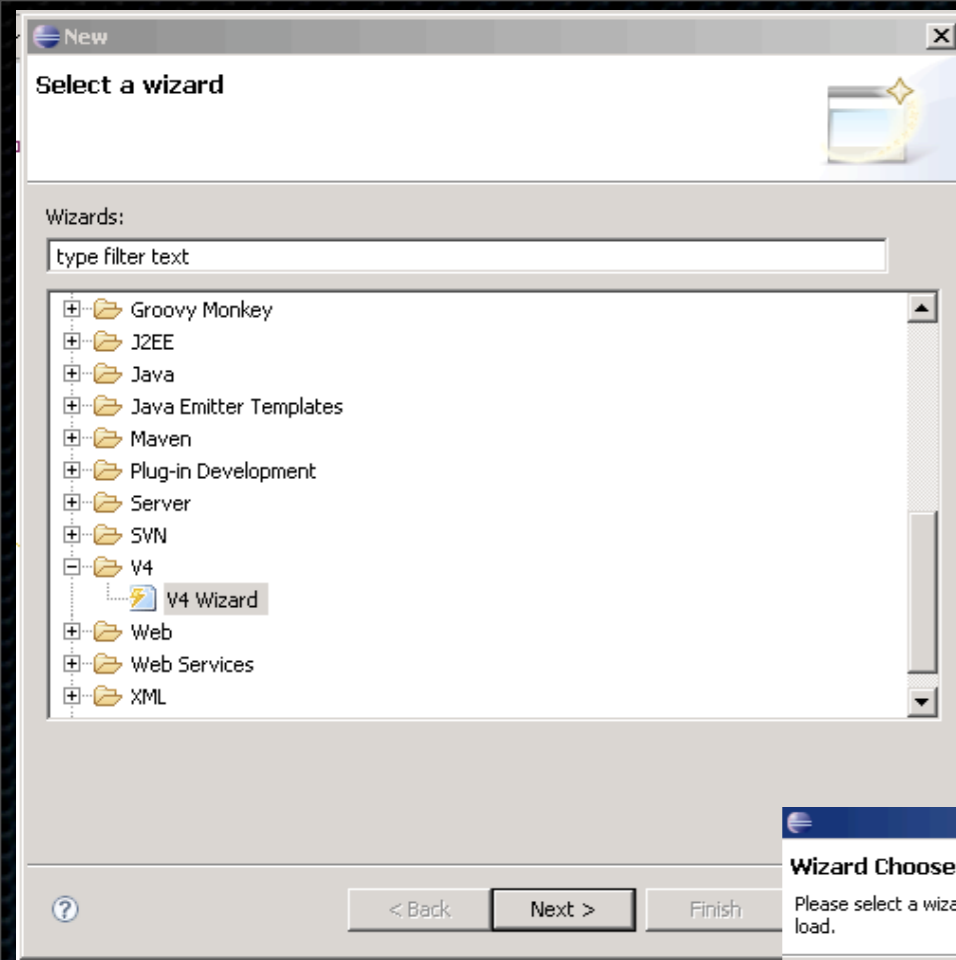 New
Select a wizard
Wizards:
type filter text
Groovy Monkey
J2EE
Java
Java Emitter Templates
Maven
Plug-in Development
Server
SVN
V4
V4 Wizard
Web
Web Services
XML
? < Back Next > Finish
Wizard Choose
Please select a wiza
load.